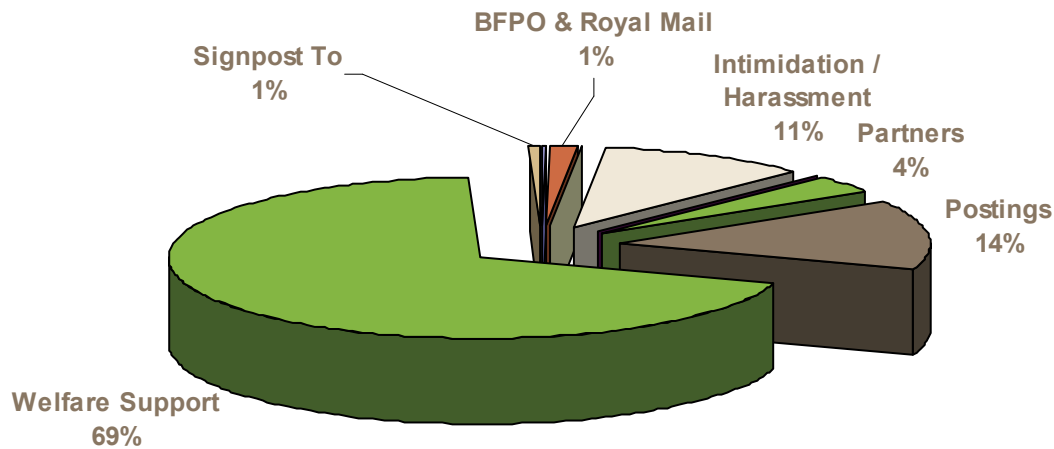 BFPO & Royal Mail
1%
Signpost To
1%
Intimidation /
Harassment
11%
Partners
4%
Postings
14%
Welfare Support
69%